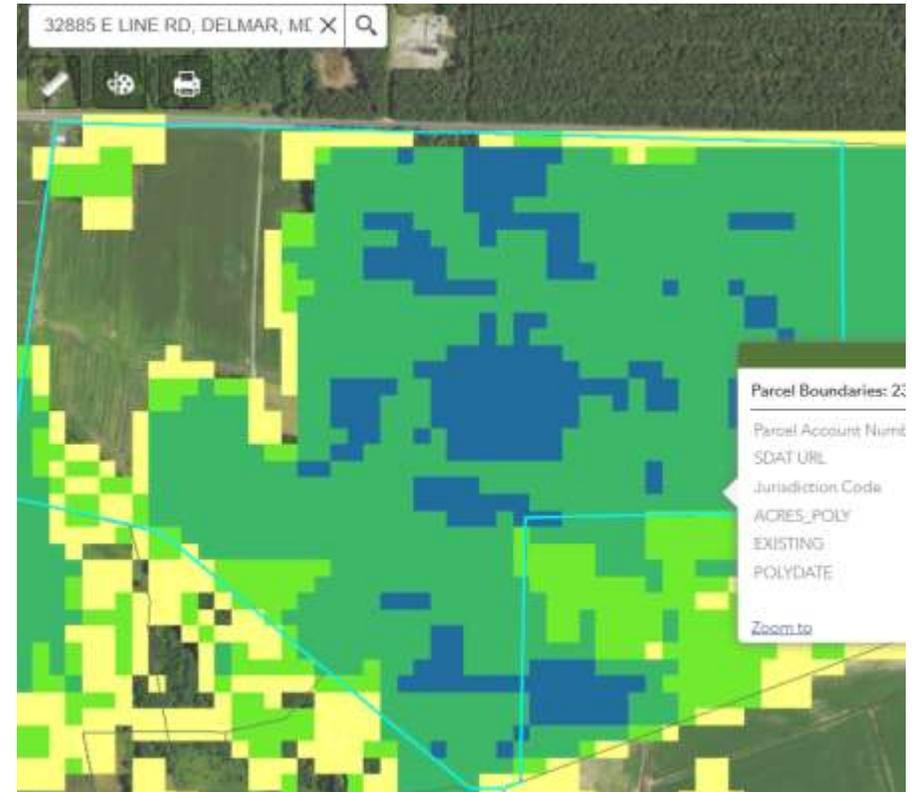 32885 E LINE RD, DELMAR, MD
Parcel Boundaries: 23
Parcel Account Numb
SDAT URL
Jurisdiction Code
ACRES_POLY
EXISTING
POLYDATE
Zoom to